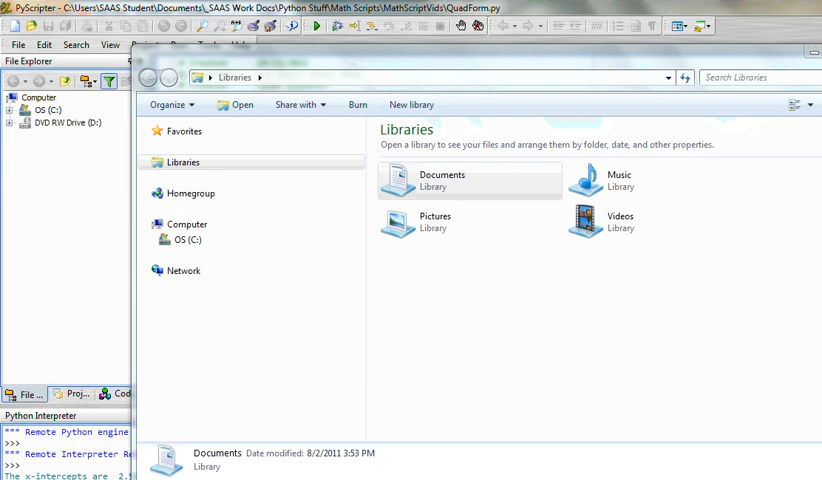 PyScripter - C:\Users\SAAS Student\Documents\_SAAS Work Docs\Python Stuff\Math Scripts\MathScriptVids\QuadForm.py
File Edit Search View
File Explorer
Libraries
Search Libraries
Organize Open Share with Burn New library
Computer
OS (C:)
DVD RW Drive (D:)
Favorites
Libraries
Homegroup
Computer
OS (C:)
Network
Libraries
Open a library to see your files and arrange them by folder, date, and other properties.
Documents
Library
Music
Library
Pictures
Library
Videos
Library
File ... Proj...
Python Interpreter
*** Remote Python engine
>>>
*** Remote Interpreter Re
>>>
The x-intercepts are 2.5
Documents Date modified: 8/2/2011 3:53 PM
Library